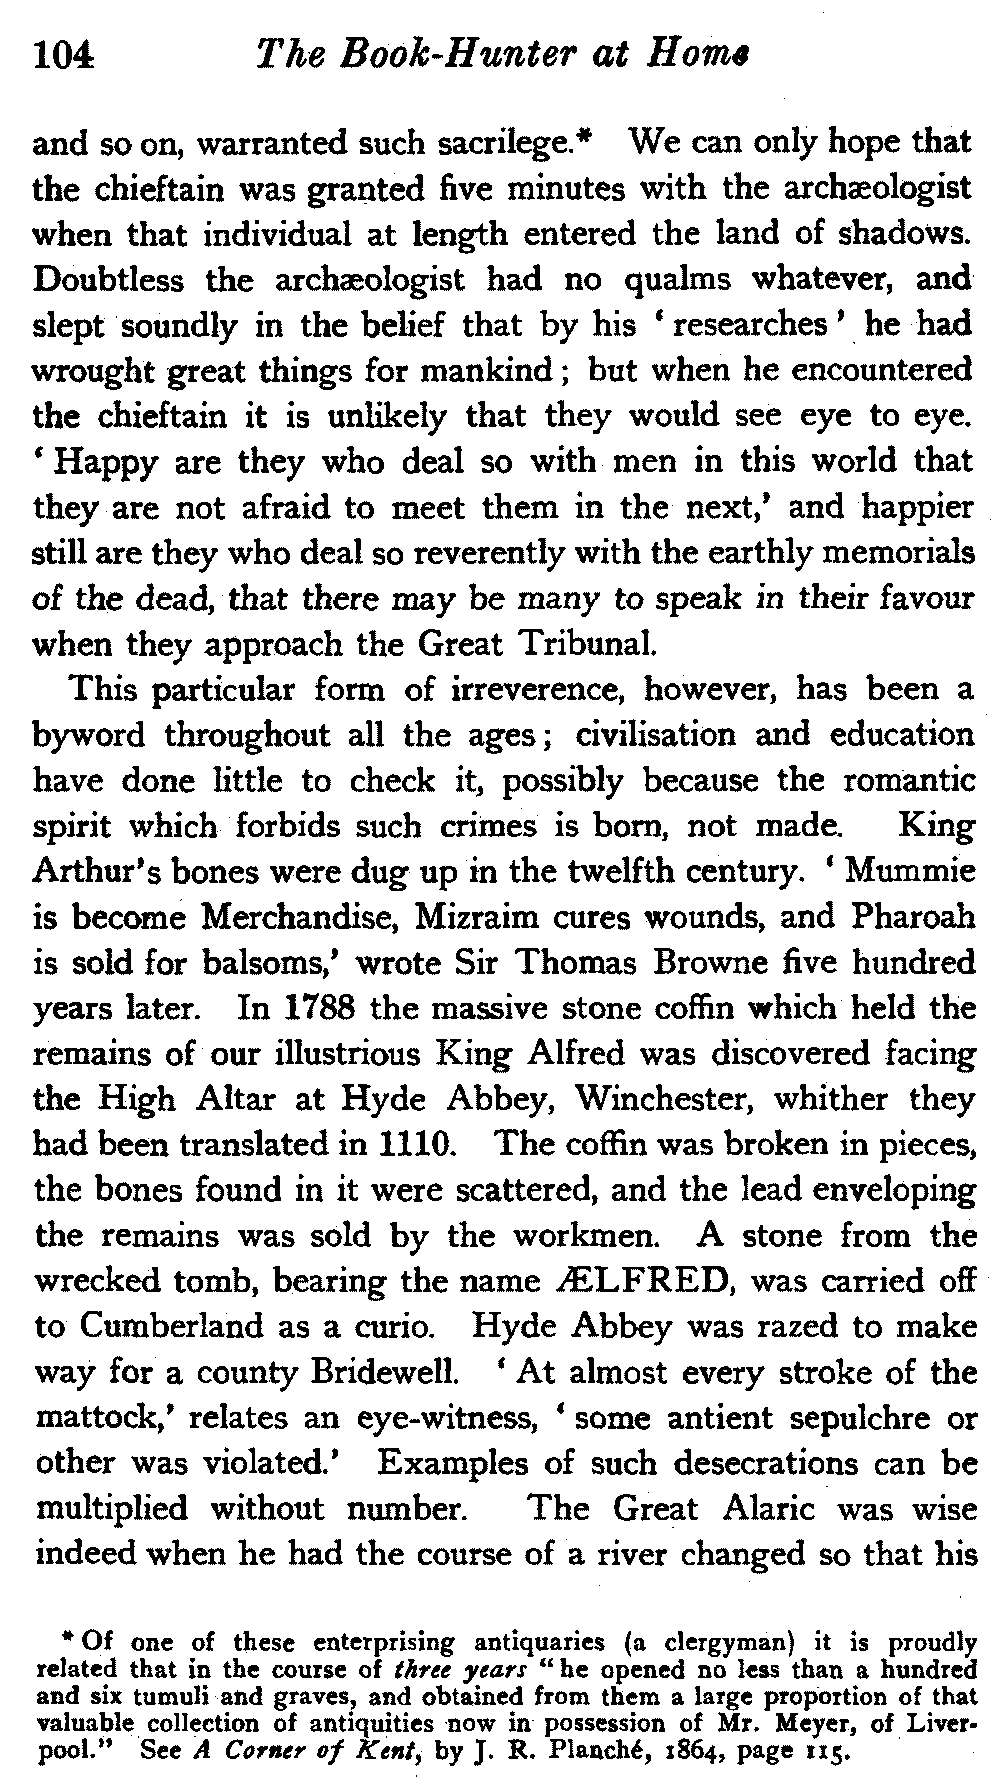 104 The Book-Hunter at Home
and so on, warranted such sacrilege.* We can only hope that
the chieftain was granted five minutes with the archæologist
when that individual at length entered the land of shadows.
Doubtless the archæologist had no qualms whatever, and
slept soundly in the belief that by his ‘ researches ’ he had
wrought great things for mankind ; but when he encountered
the chieftain it is unlikely that they would see eye to eye.
‘ Happy are they who deal so with men in this world that
they are not afraid to meet them in the next,’ and happier
still are they who deal so reverently with the earthly memorials
of the dead, that there may be many to speak in their favour
when they approach the Great Tribunal.
This particular form of irreverence, however, has been a
byword throughout all the ages ; civilisation and education
have done little to check it, possibly because the romantic
spirit which forbids such crimes is born, not made. King
Arthur’s bones were dug up in the twelfth century. ‘ Mummie
is become Merchandise, Mizraim cures wounds, and Pharoah
is sold for balsoms,’ wrote Sir Thomas Browne five hundred
years later. In 1788 the massive stone coffin which held the
remains of our illustrious King Alfred was discovered facing
the High Altar at Hyde Abbey, Winchester, whither they
had been translated in 1110. The coffin was broken in pieces,
the bones found in it were scattered, and the lead enveloping
the remains was sold by the workmen. A stone from the
wrecked tomb, bearing the name ÆLFRED, was carried off
to Cumberland as a curio. Hyde Abbey was razed to make
way for a county Bridewell. ‘ At almost every stroke of the
mattock,’ relates an eye-witness, ‘ some antient sepulchre or
other was violated.’ Examples of such desecrations can be
multiplied without number. The Great Alaric was wise
indeed when he had the course of a river changed so that his
* Of one of these enterprising antiquaries (a clergyman) it is proudly
related that in the course of three years “he opened no less than a hundred
and six tumuli and graves, and obtained from them a large proportion of that
valuable collection of antiquities now in possession of Mr. Meyer, of Liver-
pool.” See A Corner of Kent, by J. R. Planché, 1864, page 115.